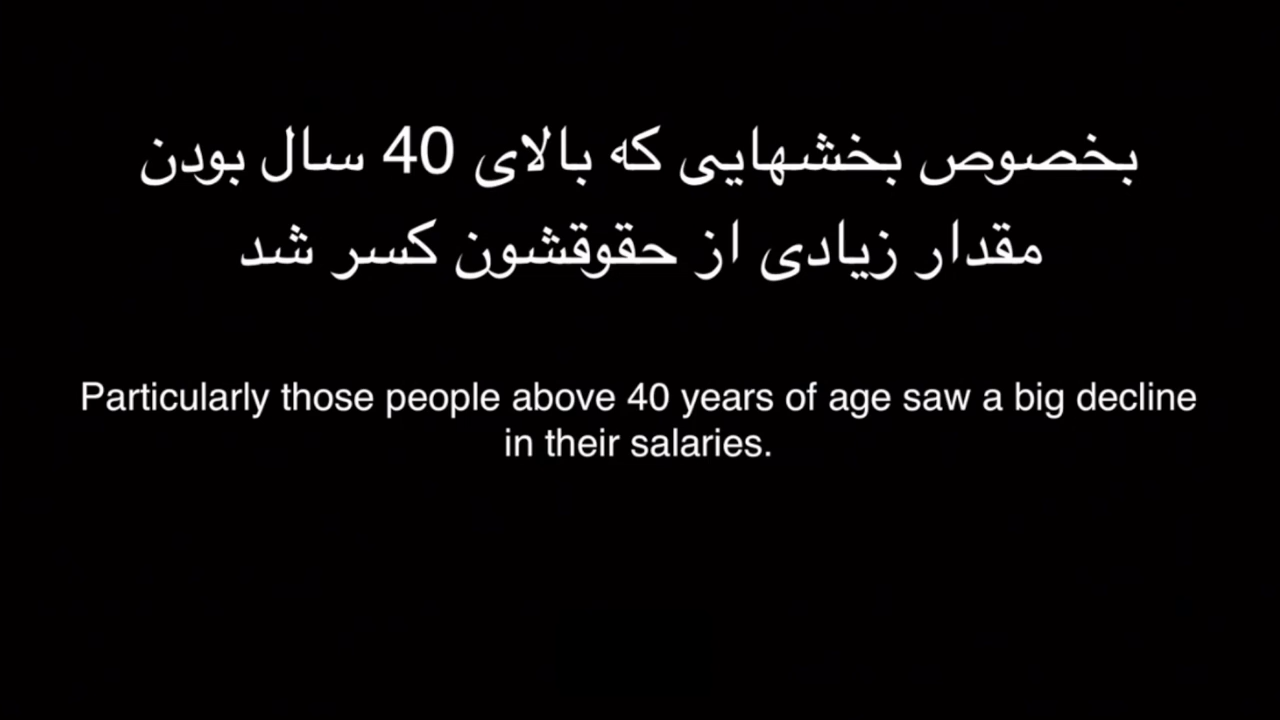 بخصوص بخشهایی که بالای 40 سال بودن
مقدار زیادی از حقوقشون کسر شد
Particularly those people above 40 years of age saw a big decline
in their salaries.